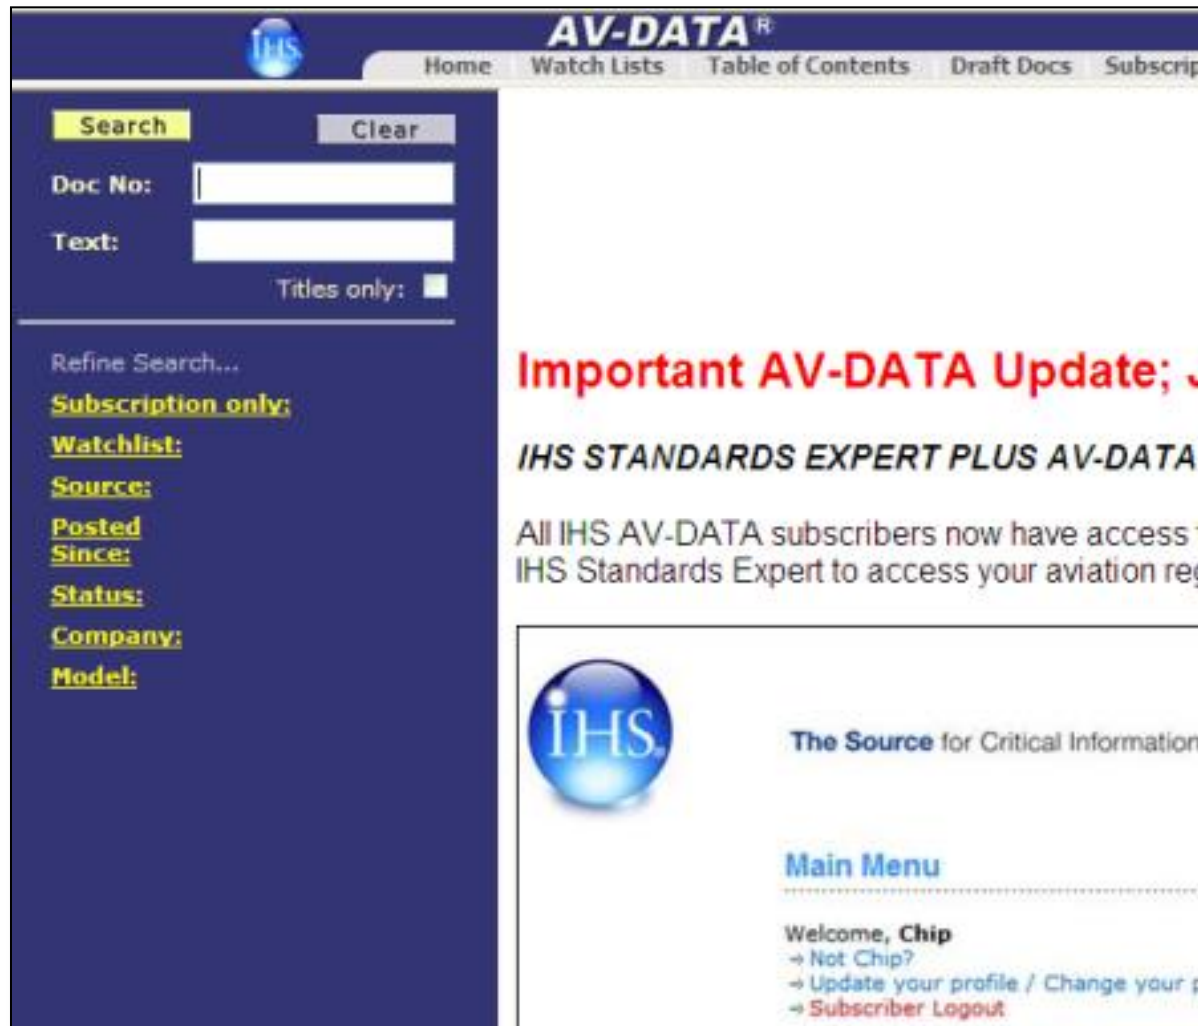 IHS
AV-DATA®
Home Watch Lists Table of Contents Draft Docs
Search Clear
Doc No:
Text:
Titles only:
Refine Search...
Subscription only:
Watchlist:
Source:
Posted
Since:
Status:
Company:
Model:
Important AV-DATA Update;
IHS STANDARDS EXPERT PLUS AV-DATA
All IHS AV-DATA subscribers now have access
IHS Standards Expert to access your aviation
IHS®
The Source for Critical Information
Main Menu
Welcome, Chip
→ Not Chip?
→ Update your profile / Change your
→ Subscriber Logout